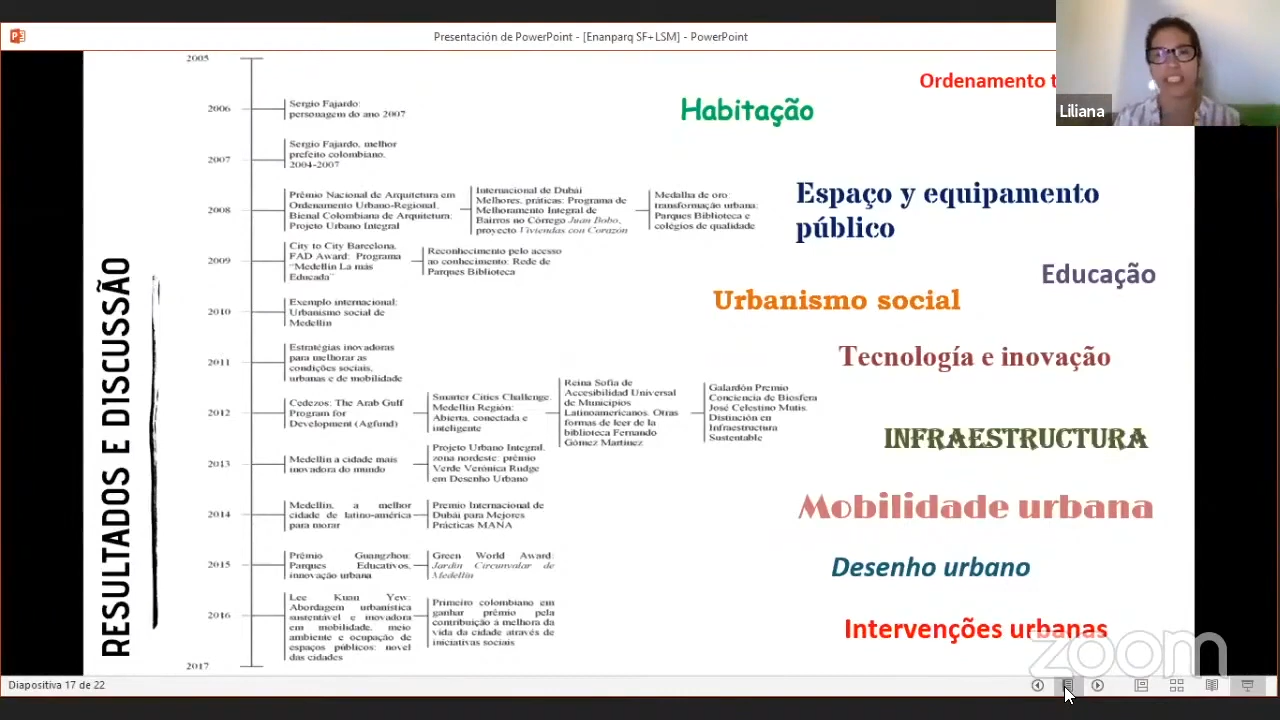 Presentación de PowerPoint - [Enanparq SF+LSM] - PowerPoint
Liliana
RESULTADOS E DISCUSSÃO
2005
2006
Sergio Fajardo:
personagem do ano 2007
2007
Sergio Fajardo, melhor
prefeito colombiano,
2004-2007
2008
Prêmio Nacional de Arquitetura em
Ordenamento Urbano-Regional,
Bienal Colombiana de Arquitetura:
Projeto Urbano Integral
Internacional de Dubái
Melhores, práticas: Programa de
Melhoramento Integral de
Bairros no Córrego Juan Bobo,
proyecto Viviendas con Corazón
Medalha de oro:
transformação urbana:
Parques Biblioteca e
colégios de qualidade
2009
City to City Barcelona,
FAD Award: Programa
"Medellín La más
Educada"
Reconhecimento pelo acesso
ao conhecimento: Rede de
Parques Biblioteca
2010
Exemplo internacional:
Urbanismo social de
Medellín
2011
Estratégias inovadoras
para melhorar as
condições sociais,
urbanas e de mobilidade
2012
Cedezos: The Arab Gulf
Program for
Development (Agfund)
Smarter Cities Challenge.
Medellín Región:
Abierta, conectada e
inteligente
Reina Sofía de
Accesibilidad Universal
de Municipios
Latinoamericanos. Otras
formas de leer de la
biblioteca Fernando
Gómez Martínez
Galardón Premio
Conciencia de Biosfera
José Celestino Mutis.
Distinción en
Infraestructura
Sustentable
2013
Medellín a cidade mais
inovadora do mundo
Projeto Urbano Integral,
zona nordeste: prêmio
Verde Verónica Rudge
em Desenho Urbano
2014
Medellín, a melhor
cidade de latino-américa
para morar
Premio Internacional de
Dubái para Mejores
Prácticas MANA
2015
Prêmio Guangzhou:
Parques Educativos,
innovação urbana
Green World Award:
Jardín Circunvalar de
Medellín
2016
Lee Kuan Yew:
Abordagem urbanística
sustentável e inovadora
em mobilidade, meio
ambiente e ocupação de
espaços públicos: novel
das cidades
Primeiro colombiano em
ganhar prêmio pela
contribuição à melhora da
vida da cidade através de
iniciativas sociais
2017
Ordenamento t
Habitação
Espaço y equipamento
público
Educação
Urbanismo social
Tecnología e inovação
INFRAESTRUCTURA
Mobilidade urbana
Desenho urbano
Intervenções urbanas
zoom
Diapositiva 17 de 22